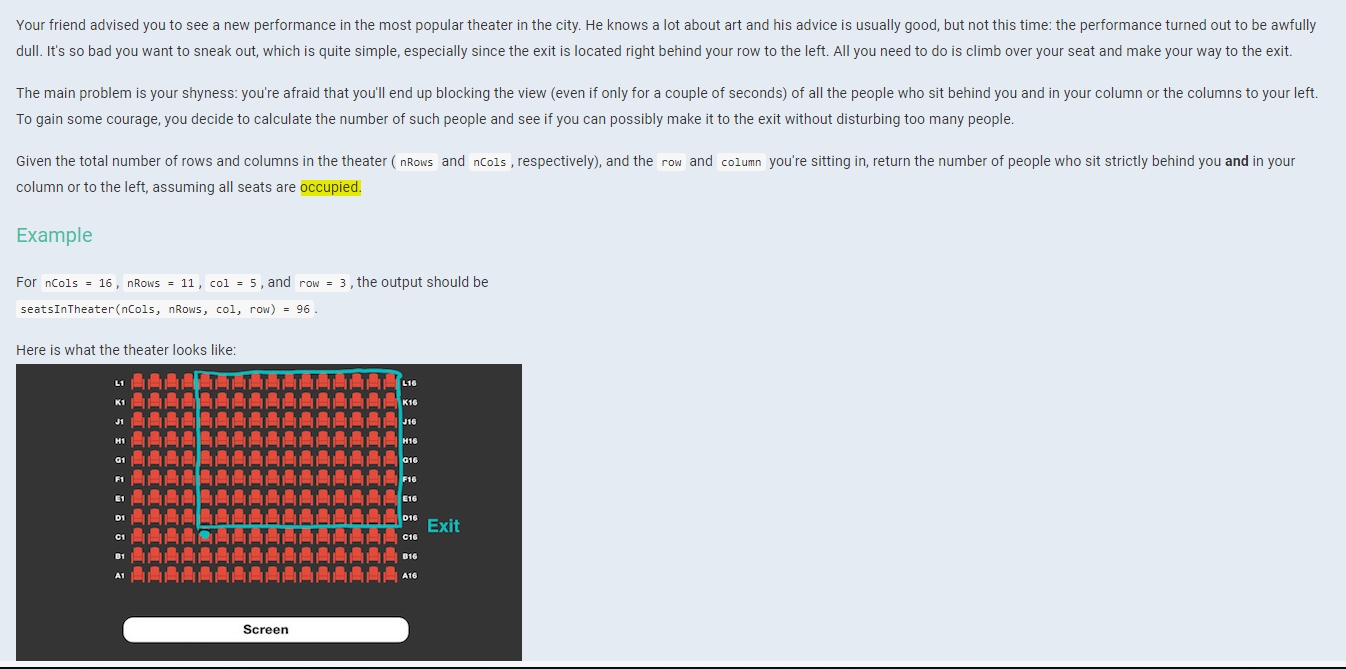 Your friend advised you to see a new performance in the most popular theater in the city. He knows a lot about art and his advice is usually good, but not this time: the performance turned out to be awfully
dull. It's so bad you want to sneak out, which is quite simple, especially since the exit is located right behind your row to the left. All you need to do is climb over your seat and make your way to the exit.
The main problem is your shyness: you're afraid that you'll end up blocking the view (even if only for a couple of seconds) of all the people who sit behind you and in your column or the columns to your left.
To gain some courage, you decide to calculate the number of such people and see if you can possibly make it to the exit without disturbing too many people.
Given the total number of rows and columns in the theater ( nRows and nCols , respectively), and the row and column you're sitting in, return the number of people who sit strictly behind you and in your
column or to the left, assuming all seats are occupied.
Example
For nCols = 16 , nRows = 11 , col = 5 , and row = 3 , the output should be
seatsInTheater(nCols, nRows, col, row) = 96 .
Here is what the theater looks like:
L1 L16
K1 K16
J1 J16
H1 H16
G1 G16
F1 F16
E1 E16
D1 D16
Exit
C1 C16
B1 B16
A1 A16
Screen